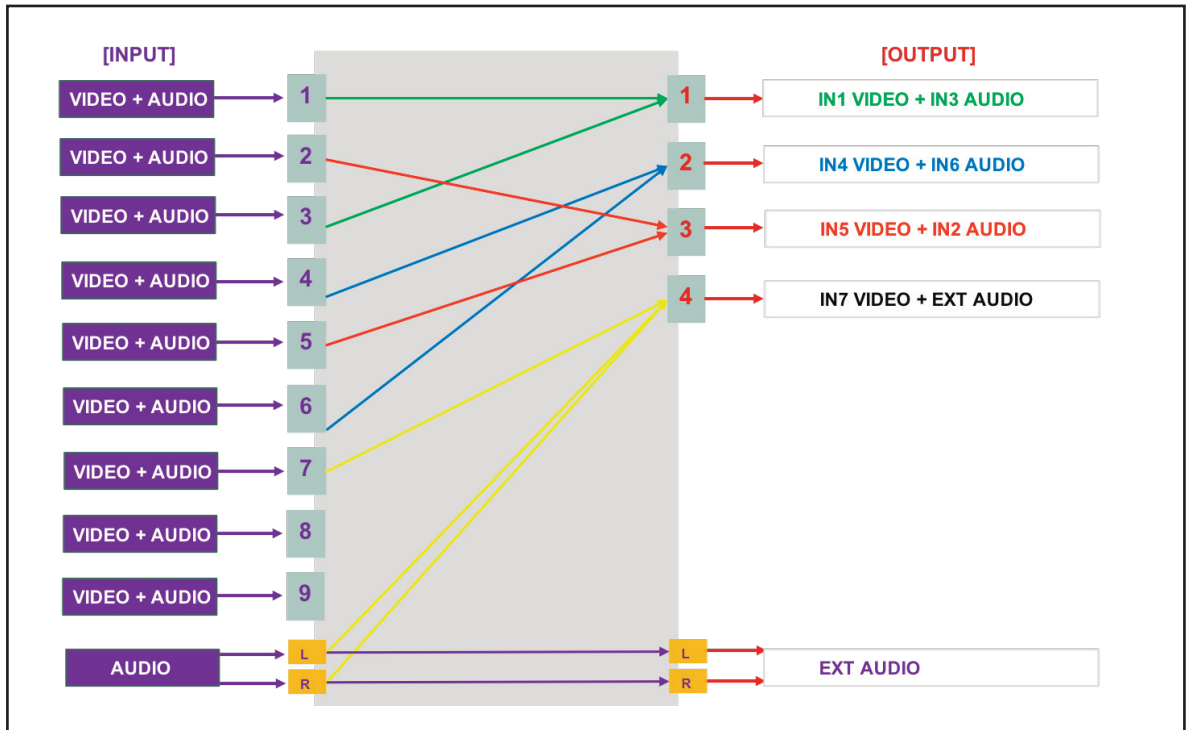 [INPUT]
[OUTPUT]
VIDEO + AUDIO 1 1 IN1 VIDEO + IN3 AUDIO
VIDEO + AUDIO 2 2 IN4 VIDEO + IN6 AUDIO
VIDEO + AUDIO 3 3 IN5 VIDEO + IN2 AUDIO
VIDEO + AUDIO 4 4 IN7 VIDEO + EXT AUDIO
VIDEO + AUDIO 5
VIDEO + AUDIO 6
VIDEO + AUDIO 7
VIDEO + AUDIO 8
VIDEO + AUDIO 9
AUDIO L L EXT AUDIO
R R